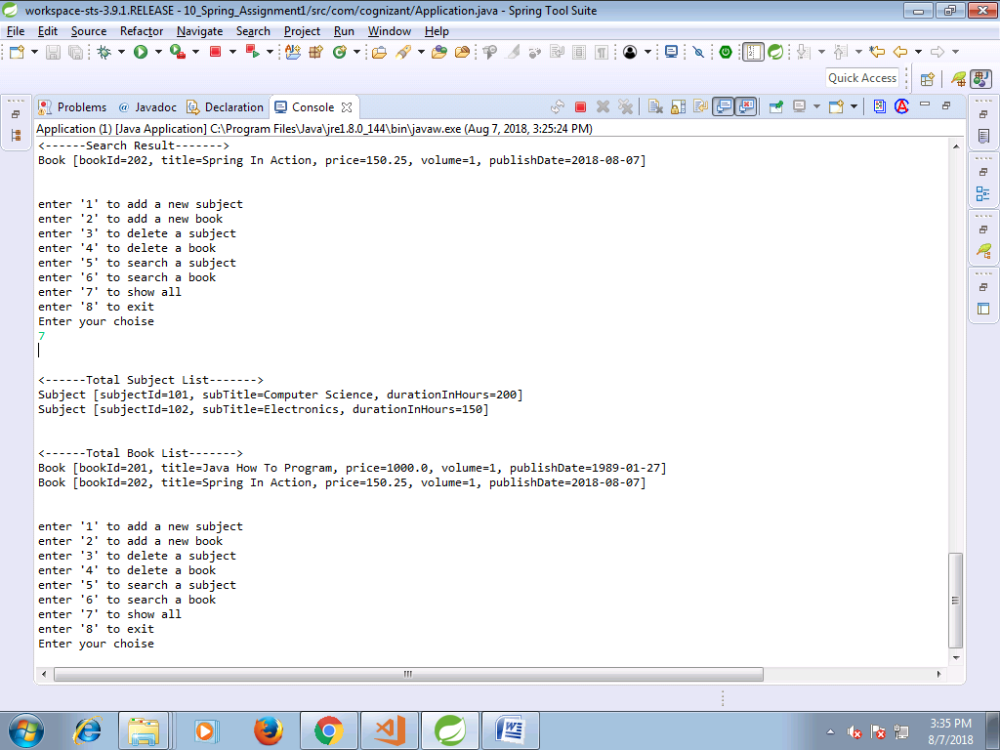 workspace-sts-3.9.1.RELEASE - 10_Spring_Assignment1/src/com/cognizant/Application.java - Spring Tool Suite
File Edit Source Refactor Navigate Search Project Run Window Help
Quick Access
Problems @ Javadoc Declaration Console
Application (1) [Java Application] C:\Program Files\Java\jre1.8.0_144\bin\javaw.exe (Aug 7, 2018, 3:25:24 PM)
<------Search Result------->
Book [bookId=202, title=Spring In Action, price=150.25, volume=1, publishDate=2018-08-07]
enter '1' to add a new subject
enter '2' to add a new book
enter '3' to delete a subject
enter '4' to delete a book
enter '5' to search a subject
enter '6' to search a book
enter '7' to show all
enter '8' to exit
Enter your choise
7
<------Total Subject List------->
Subject [subjectId=101, subTitle=Computer Science, durationInHours=200]
Subject [subjectId=102, subTitle=Electronics, durationInHours=150]
<------Total Book List------->
Book [bookId=201, title=Java How To Program, price=1000.0, volume=1, publishDate=1989-01-27]
Book [bookId=202, title=Spring In Action, price=150.25, volume=1, publishDate=2018-08-07]
enter '1' to add a new subject
enter '2' to add a new book
enter '3' to delete a subject
enter '4' to delete a book
enter '5' to search a subject
enter '6' to search a book
enter '7' to show all
enter '8' to exit
Enter your choise
3:35 PM
8/7/2018